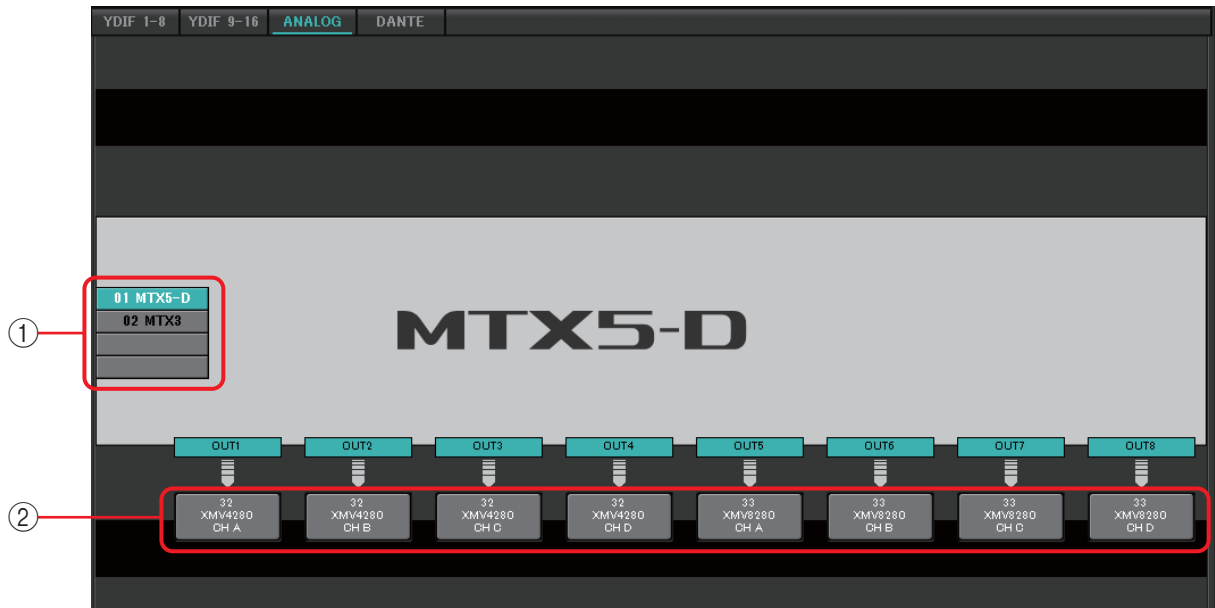 YDIF 1-8 YDIF 9-16 ANALOG DANTE
01 MTX5-D
02 MTX3
①
MTX5-D
OUT1 OUT2 OUT3 OUT4 OUT5 OUT6 OUT7 OUT8
②
32 32 32 32 33 33 33 33
XMV4280 XMV4280 XMV4280 XMV4280 XMV8280 XMV8280 XMV8280 XMV8280
CH A CH B CH C CH D CH A CH B CH C CH D